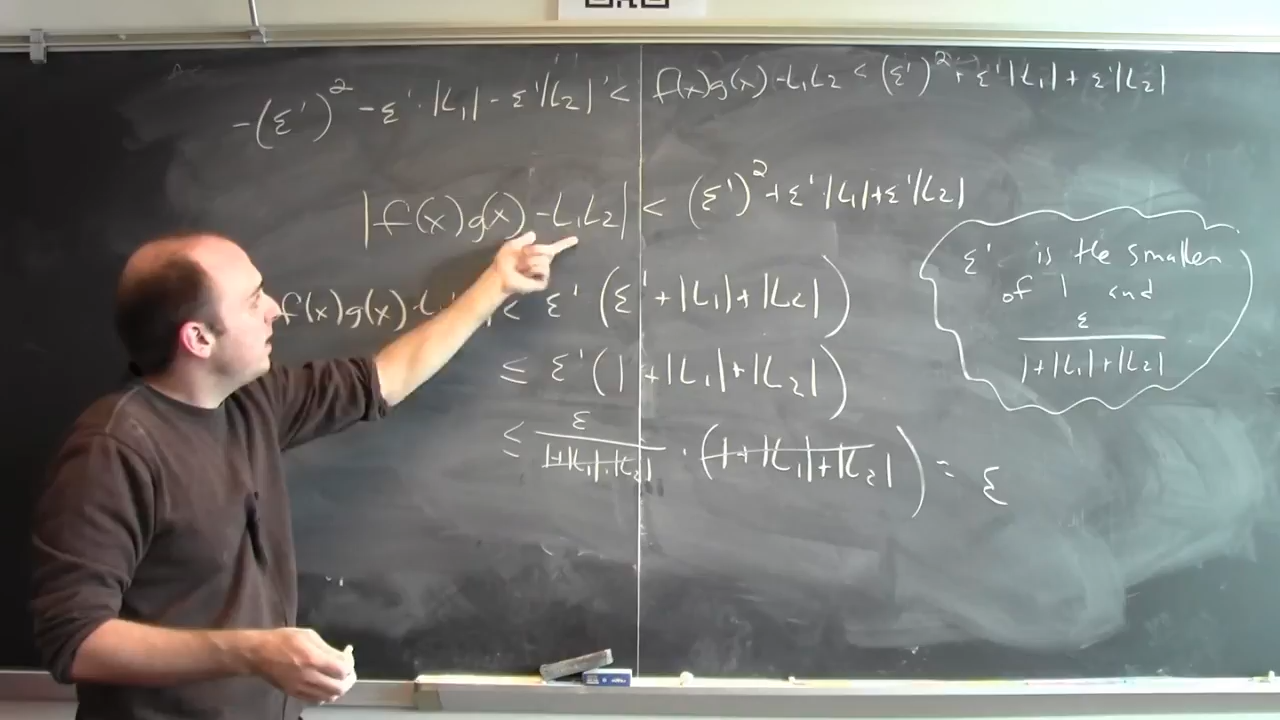 -(ε')² - ε'·|L₁| - ε'|L₂| < f(x)g(x) - L₁L₂ < (ε')² + ε'|L₁| + ε'|L₂|
|f(x)g(x) - L₁L₂| < (ε')² + ε'|L₁| + ε'|L₂|
f(x)g(x) - L₁ < ε'(ε' + |L₁| + |L₂|)
≤ ε'(1 + |L₁| + |L₂|)
≤ ε / 1+|L₁|+|L₂| · (1 + |L₁| + |L₂|) = ε
ε' is the smaller
of 1 and
ε
1+|L₁|+|L₂|